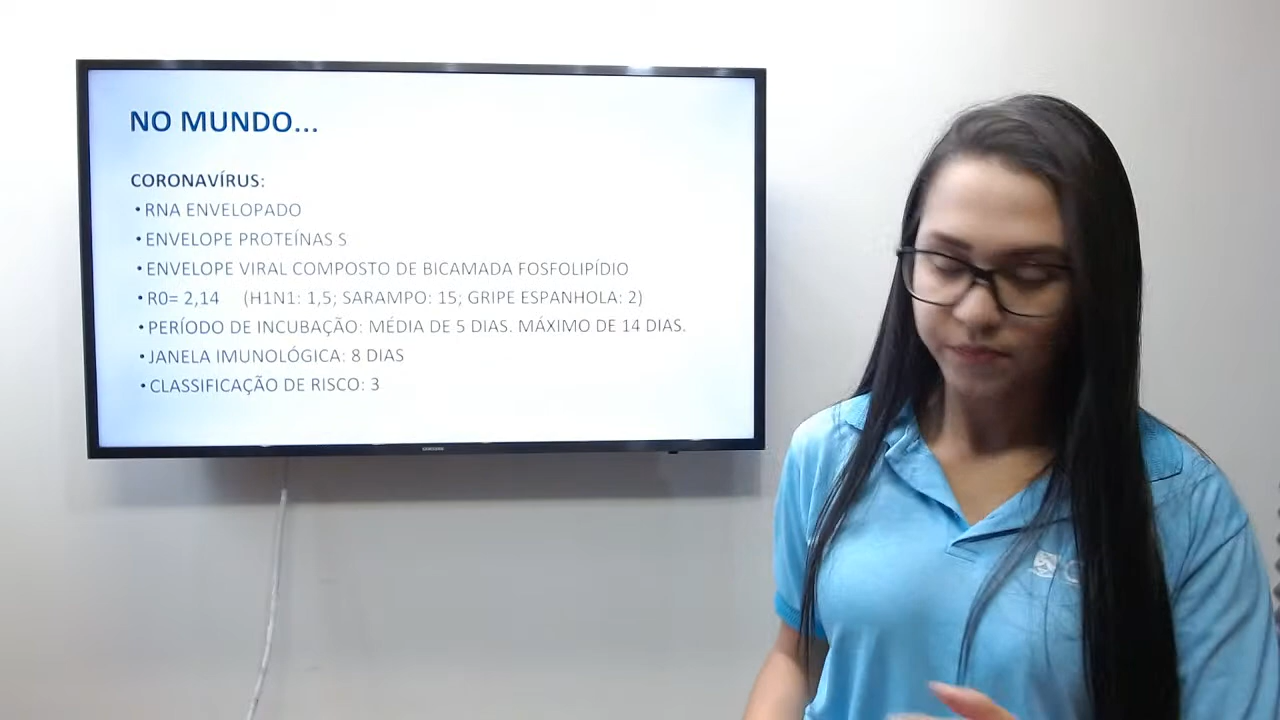 NO MUNDO...
CORONAVÍRUS:
• RNA ENVELOPADO
• ENVELOPE PROTEÍNAS S
• ENVELOPE VIRAL COMPOSTO DE BICAMADA FOSFOLIPÍDIO
• R0= 2,14 (H1N1: 1,5; SARAMPO: 15; GRIPE ESPANHOLA: 2)
• PERÍODO DE INCUBAÇÃO: MÉDIA DE 5 DIAS. MÁXIMO DE 14 DIAS.
• JANELA IMUNOLÓGICA: 8 DIAS
• CLASSIFICAÇÃO DE RISCO: 3
SAMSUNG